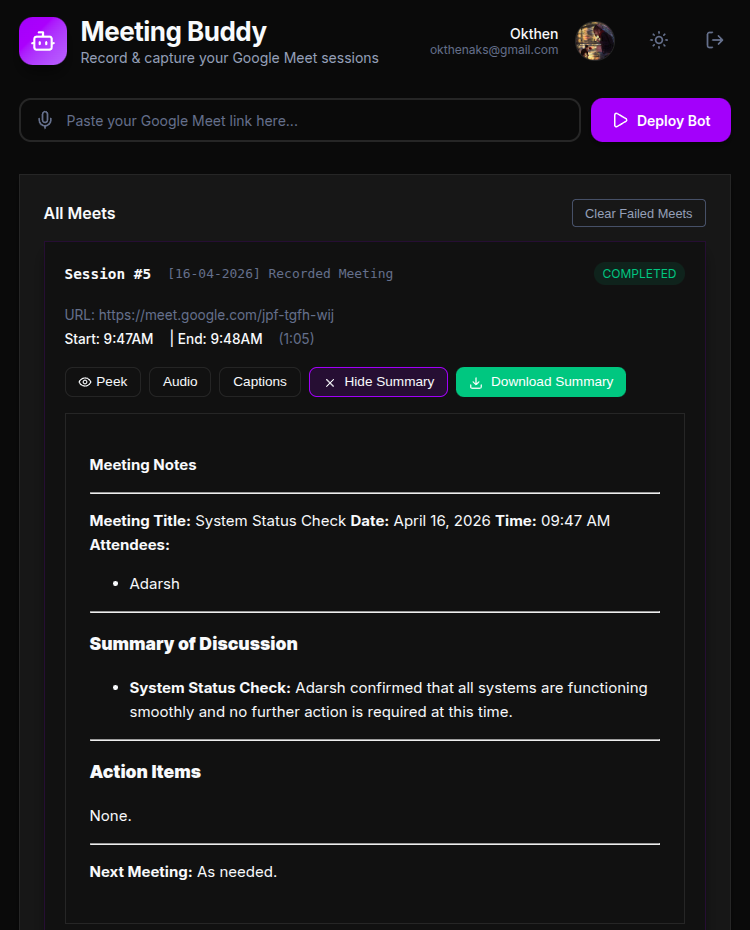 Meeting Buddy
Record & capture your Google Meet sessions
Okthen
okthenaks@gmail.com
Paste your Google Meet link here...
Deploy Bot
All Meets
Clear Failed Meets
Session #5 [16-04-2026] Recorded Meeting
COMPLETED
URL: https://meet.google.com/jpf-tgfh-wij
Start: 9:47AM | End: 9:48AM (1:05)
Peek
Audio
Captions
Hide Summary
Download Summary
Meeting Notes
Meeting Title: System Status Check Date: April 16, 2026 Time: 09:47 AM
Attendees:
• Adarsh
Summary of Discussion
• System Status Check: Adarsh confirmed that all systems are functioning
smoothly and no further action is required at this time.
Action Items
None.
Next Meeting: As needed.